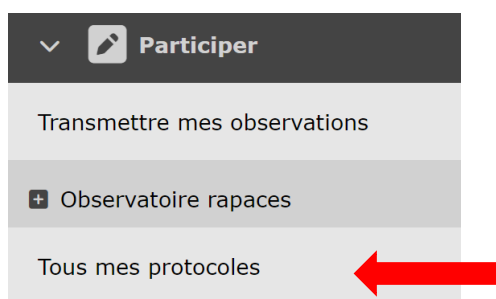 Participer
Transmettre mes observations
Observatoire rapaces
Tous mes protocoles